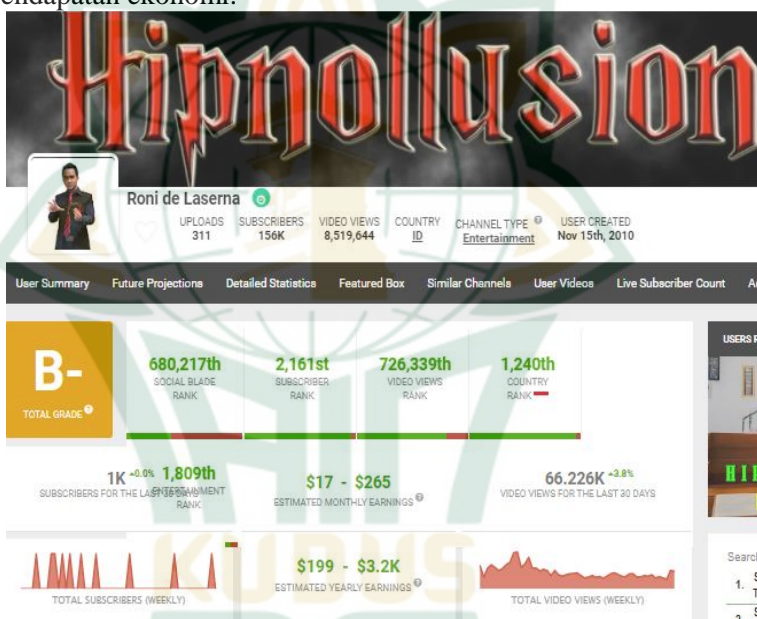 endapatan ekonomi.
Hipnollusion
Roni de Laserna
UPLOADS SUBSCRIBERS VIDEO VIEWS COUNTRY CHANNEL TYPE USER CREATED
311 156K 8,519,644 ID Entertainment Nov 15th, 2010
User Summary Future Projections Detailed Statistics Featured Box Similar Channels User Videos Live Subscriber Count
B-
TOTAL GRADE
680,217th
SOCIAL BLADE
RANK
2,161st
SUBSCRIBER
RANK
726,339th
VIDEO VIEWS
RANK
1,240th
COUNTRY
RANK
USERS
1K +0.0%
SUBSCRIBERS FOR THE LAST 30 DAYS
1,809th
ENTERTAINMENT
RANK
$17 - $265
ESTIMATED MONTHLY EARNINGS
66.226K +3.8%
VIDEO VIEWS FOR THE LAST 30 DAYS
TOTAL SUBSCRIBERS (WEEKLY)
$199 - $3.2K
ESTIMATED YEARLY EARNINGS
TOTAL VIDEO VIEWS (WEEKLY)
Search
1. S
T
2. S
KUDUS